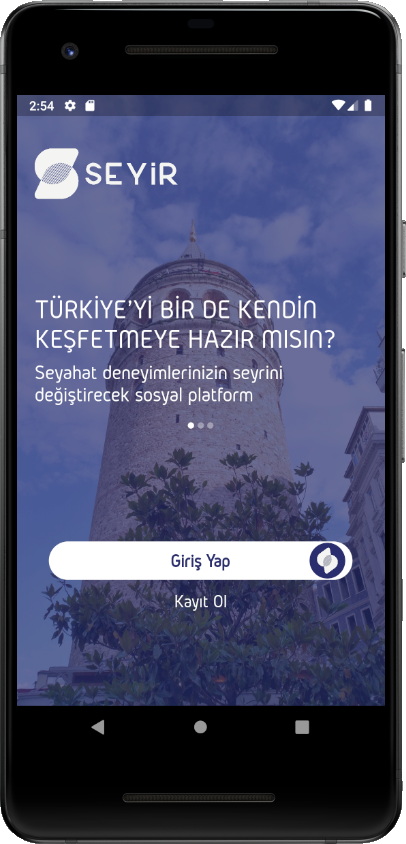 2:54
SEYİR
TÜRKİYE'Yİ BİR DE KENDİN
KEŞFETMEYE HAZIR MISIN?
Seyahat deneyimlerinizin seyrini
değiştirecek sosyal platform
Giriş Yap
Kayıt Ol